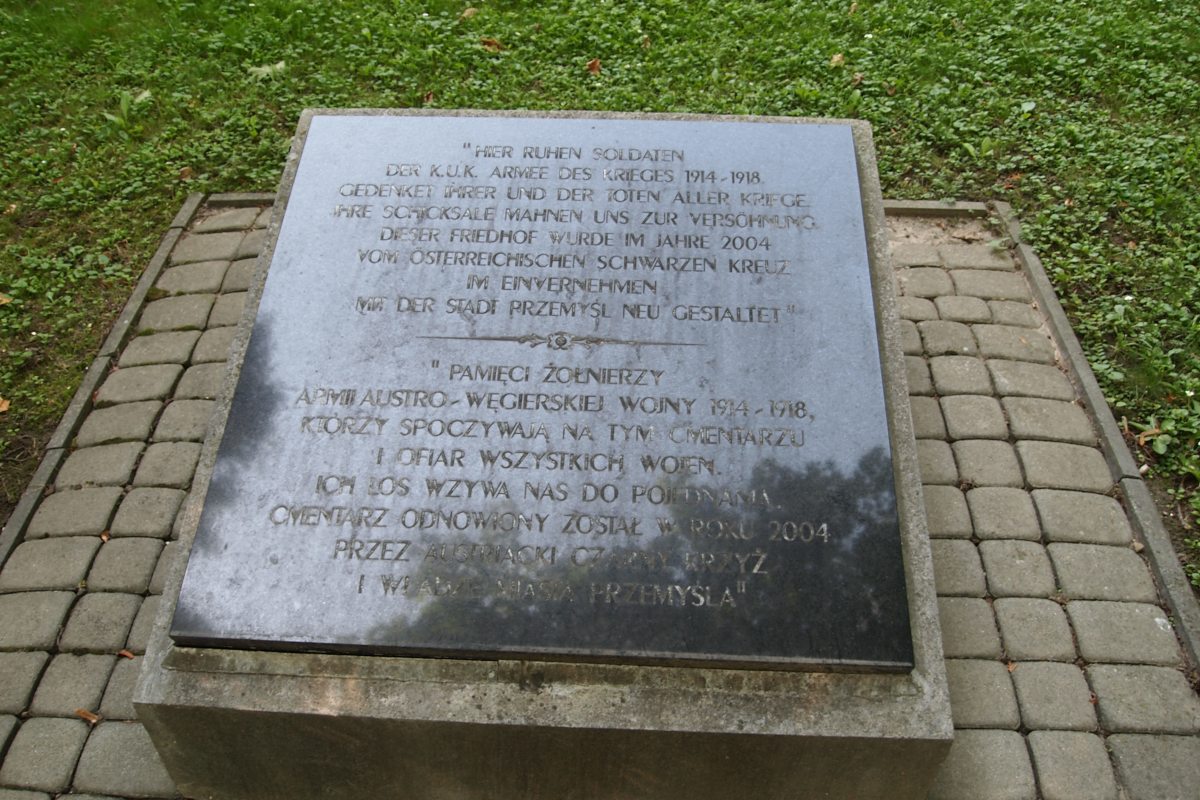 "HIER RUHEN SOLDATEN
DER K.U.K. ARMEE DES KRIEGES 1914-1918.
GEDENKET IHRER UND DER TOTEN ALLER KRIEGE.
IHRE SCHICKSALE MAHNEN UNS ZUR VERSÖHNUNG.
DIESER FRIEDHOF WURDE IM JAHRE 2004
VOM ÖSTERREICHISCHEN SCHWARZEN KREUZ
IM EINVERNEHMEN
MIT DER STADT PRZEMYŚL NEU GESTALTET"
"PAMIĘCI ŻOŁNIERZY
ARMII AUSTRO-WĘGIERSKIEJ WOJNY 1914-1918,
KTÓRZY SPOCZYWAJĄ NA TYM CMENTARZU
I OFIAR WSZYSTKICH WOJEN.
ICH LOS WZYWA NAS DO POJEDNANIA.
CMENTARZ ODNOWIONY ZOSTAŁ W ROKU 2004
PRZEZ AUSTRIACKI CZARNY KRZYŻ
I WŁADZE MIASTA PRZEMYŚLA"